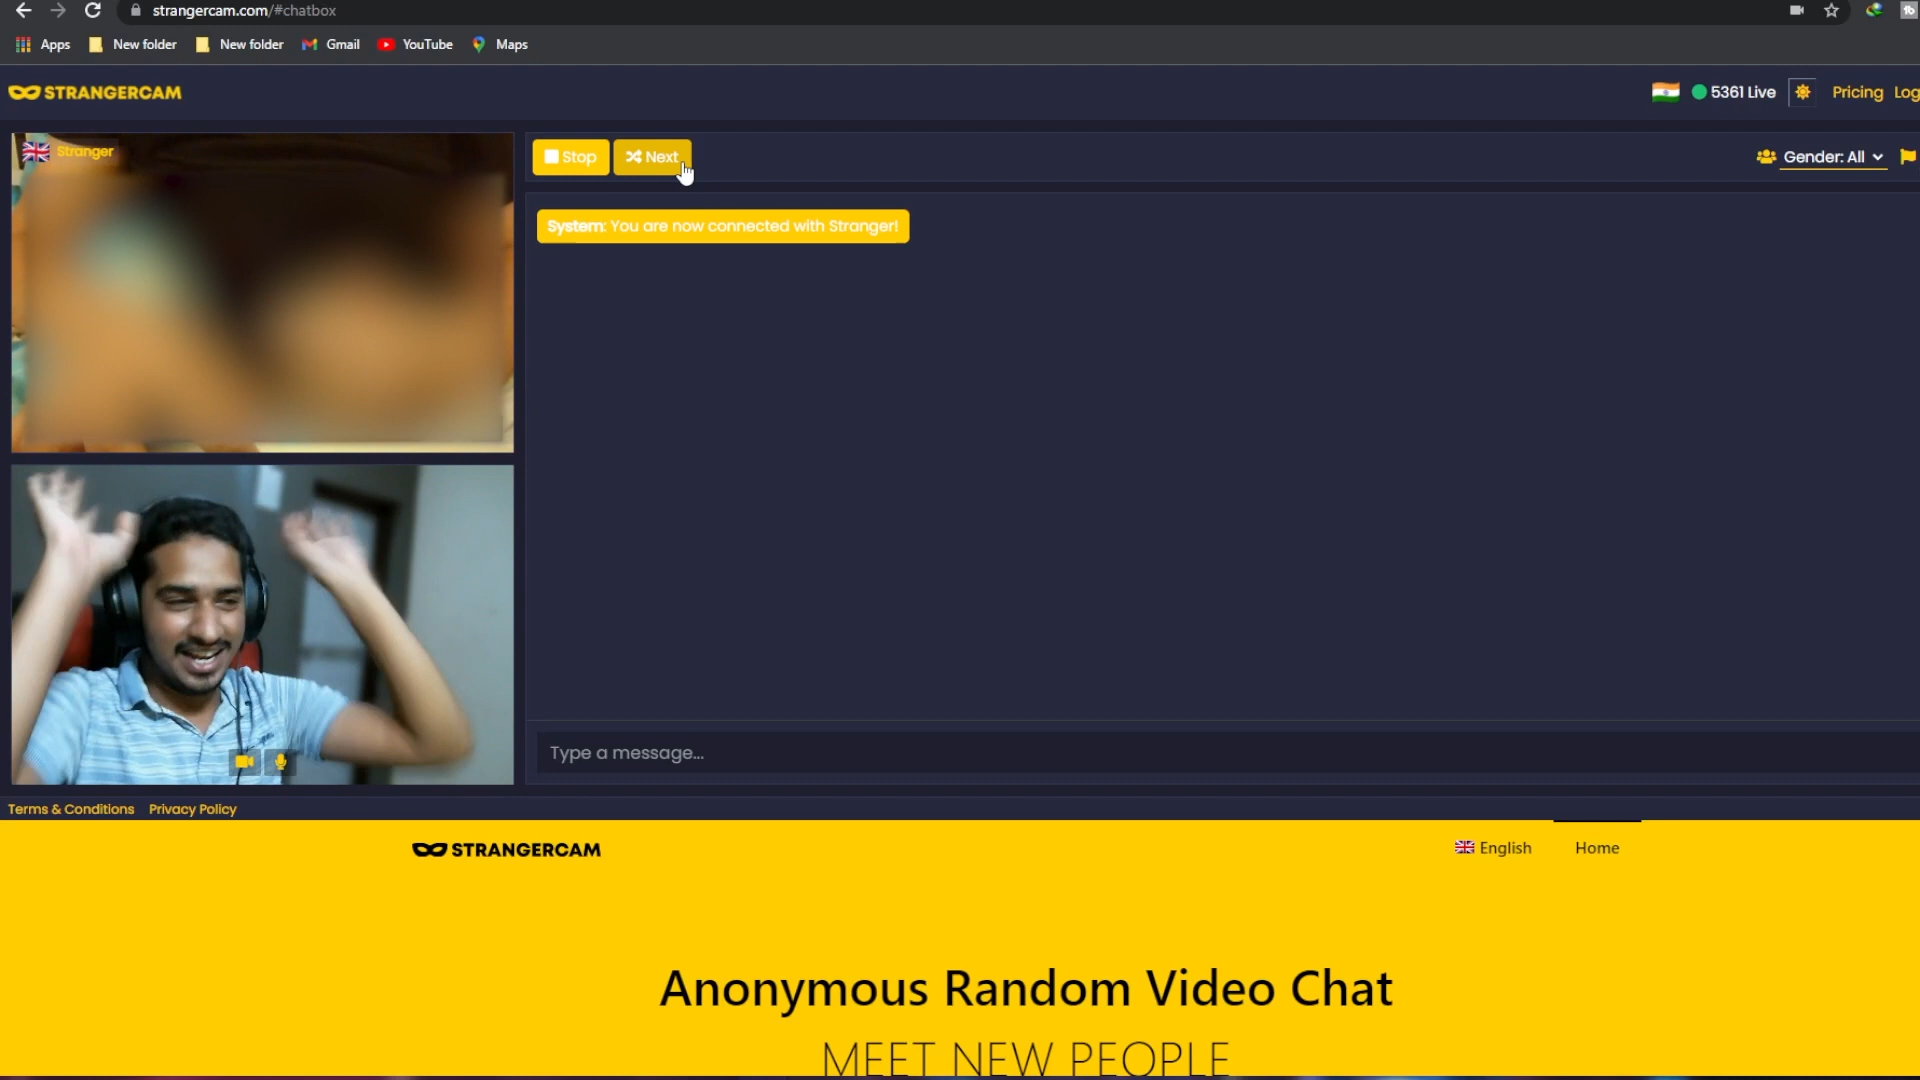 strangercam.com/#chatbox
Apps New folder New folder Gmail YouTube Maps
STRANGERCAM
5361 Live Pricing Log
Stranger
Stop Next
Gender: All
System: You are now connected with Stranger!
Type a message...
Terms & Conditions Privacy Policy
STRANGERCAM
English Home
Anonymous Random Video Chat
MEET NEW PEOPLE